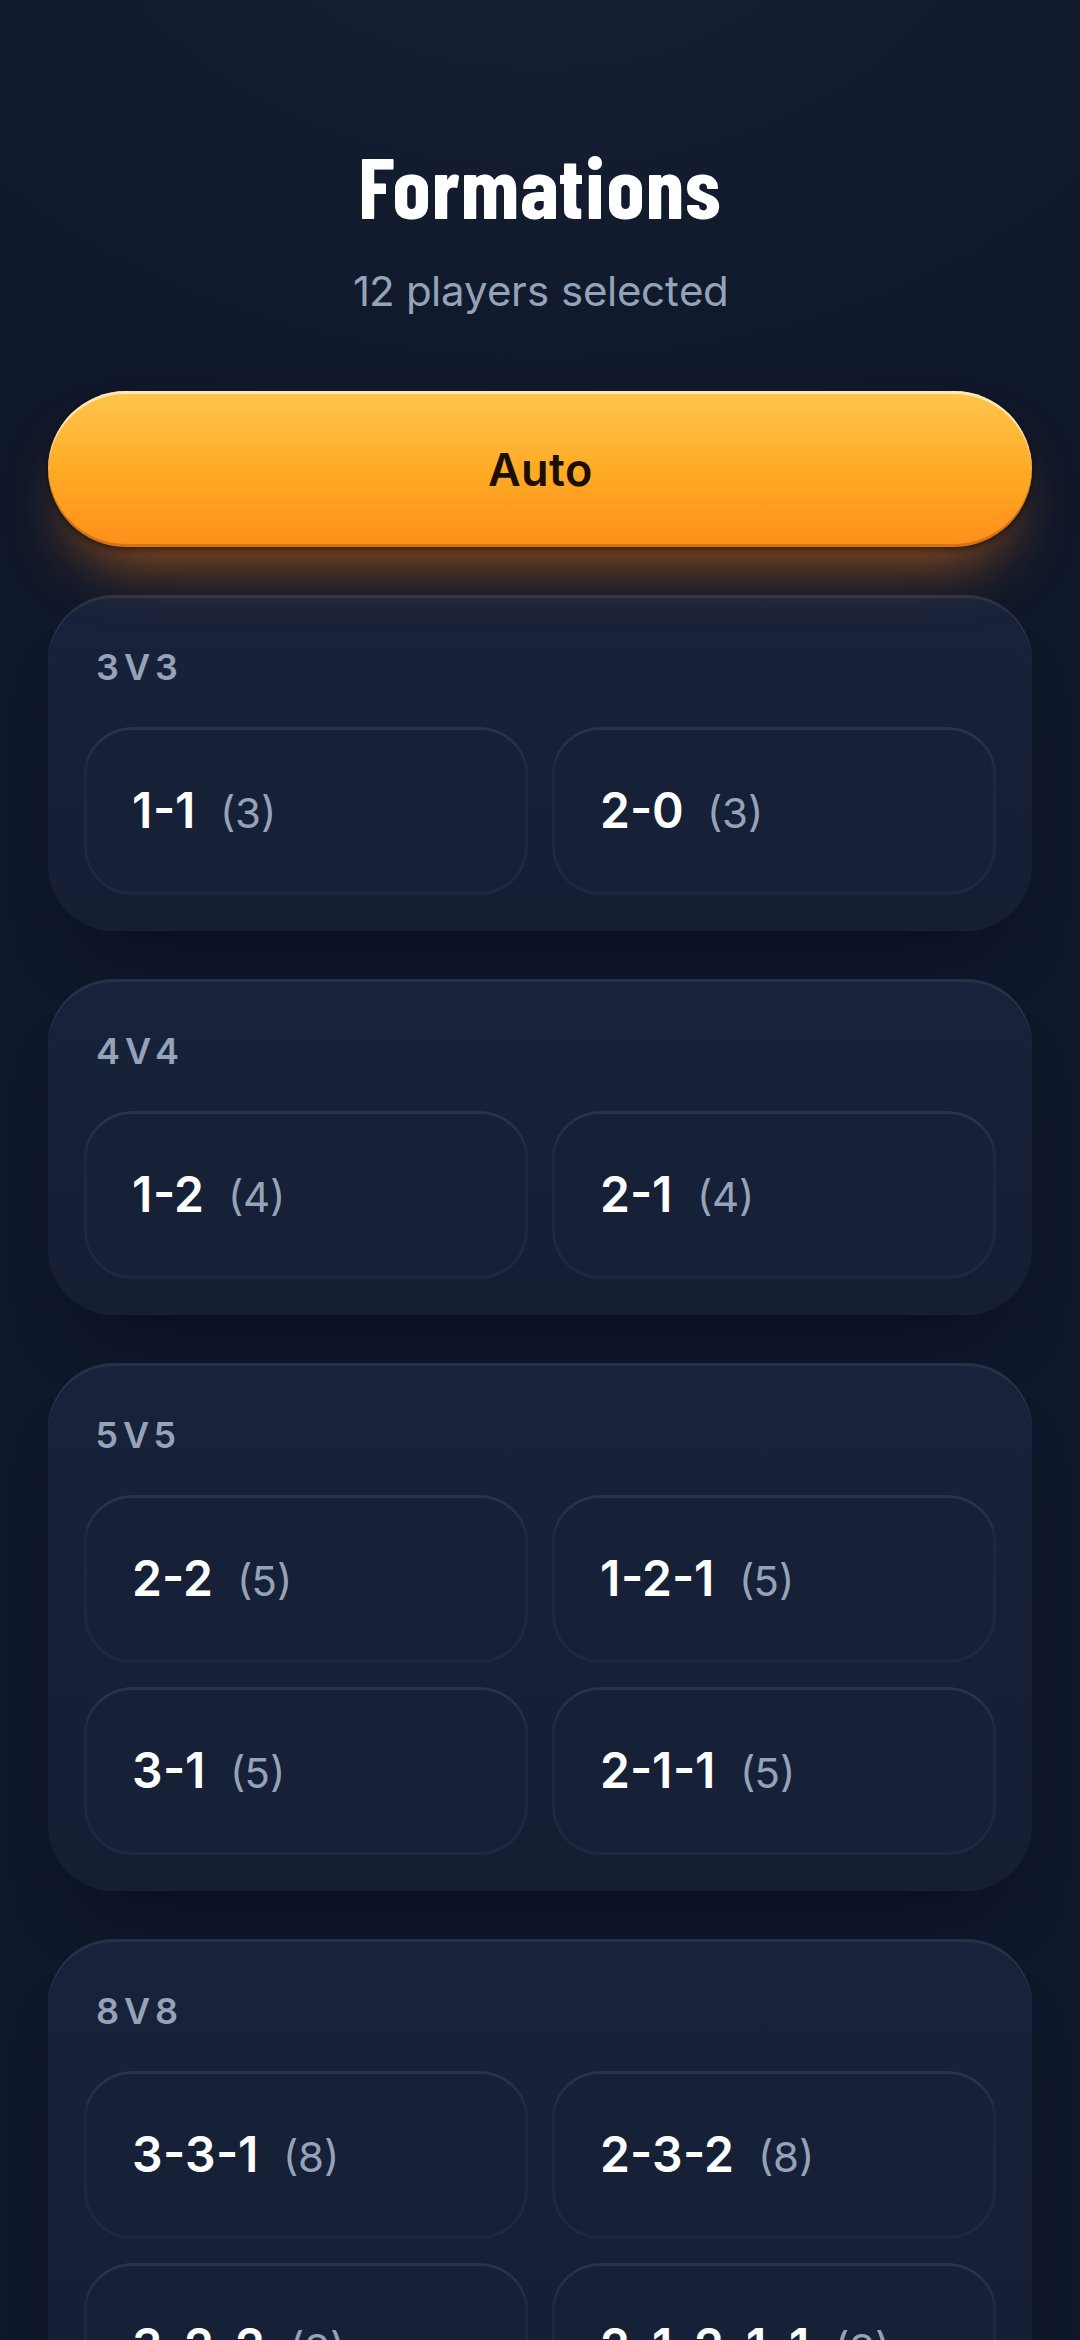 Formations
12 players selected
Auto
3V3
1-1 (3)
2-0 (3)
4V4
1-2 (4)
2-1 (4)
5V5
2-2 (5)
1-2-1 (5)
3-1 (5)
2-1-1 (5)
8V8
3-3-1 (8)
2-3-2 (8)